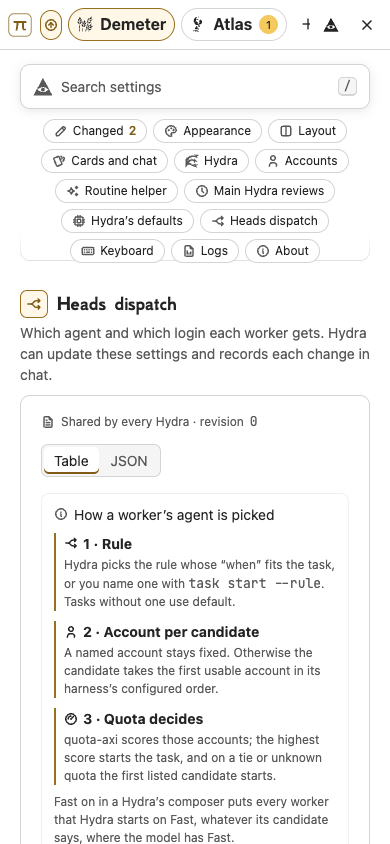 π Demeter Atlas 1
Search settings /
Changed 2 Appearance Layout
Cards and chat Hydra Accounts
Routine helper Main Hydra reviews
Hydra's defaults Heads dispatch
Keyboard Logs About
Heads dispatch
Which agent and which login each worker gets. Hydra
can update these settings and records each change in
chat.
Shared by every Hydra · revision 0
Table JSON
How a worker's agent is picked
1 · Rule
Hydra picks the rule whose “when” fits the task,
or you name one with task start --rule.
Tasks without one use default.
2 · Account per candidate
A named account stays fixed. Otherwise the
candidate takes the first usable account in its
harness's configured order.
3 · Quota decides
quota-axi scores those accounts; the highest
score starts the task, and on a tie or unknown
quota the first listed candidate starts.
Fast on in a Hydra's composer puts every worker
that Hydra starts on Fast, whatever its candidate
says, where the model has Fast.